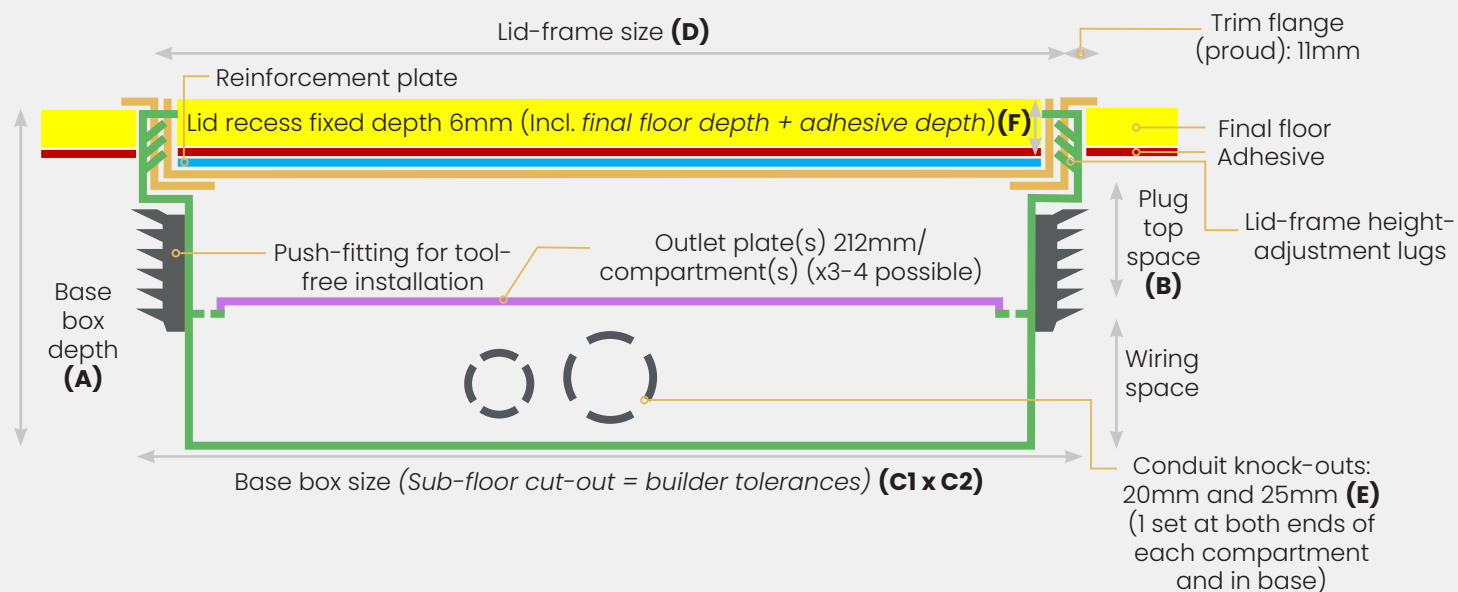 Lid-frame size (D)
Trim flange
(proud): 11mm
Reinforcement plate
Lid recess fixed depth 6mm (Incl. final floor depth + adhesive depth)(F)
Final floor
Adhesive
Plug
top
space
(B)
Lid-frame height-
adjustment lugs
Push-fitting for tool-
free installation
Outlet plate(s) 212mm/
compartment(s) (x3-4 possible)
Base
box
depth
(A)
Wiring
space
Base box size (Sub-floor cut-out = builder tolerances) (C1 x C2)
Conduit knock-outs:
20mm and 25mm (E)
(1 set at both ends of
each compartment
and in base)